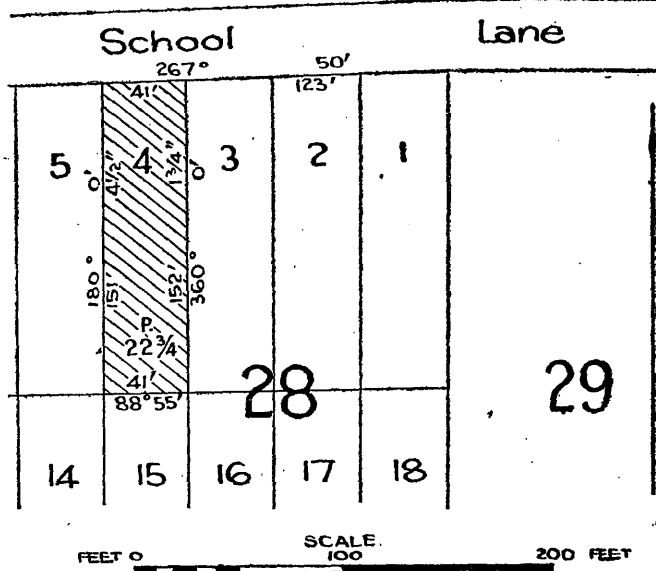 School Lane
267° 50'
41' 123'
5 4 3 2 1
0' 4½" 1¾" 0'
180° 151' 152' 360°
P.
22¾
41'
88° 55'
28 29
14 15 16 17 18
SCALE.
FEET 0 100 200 FEET